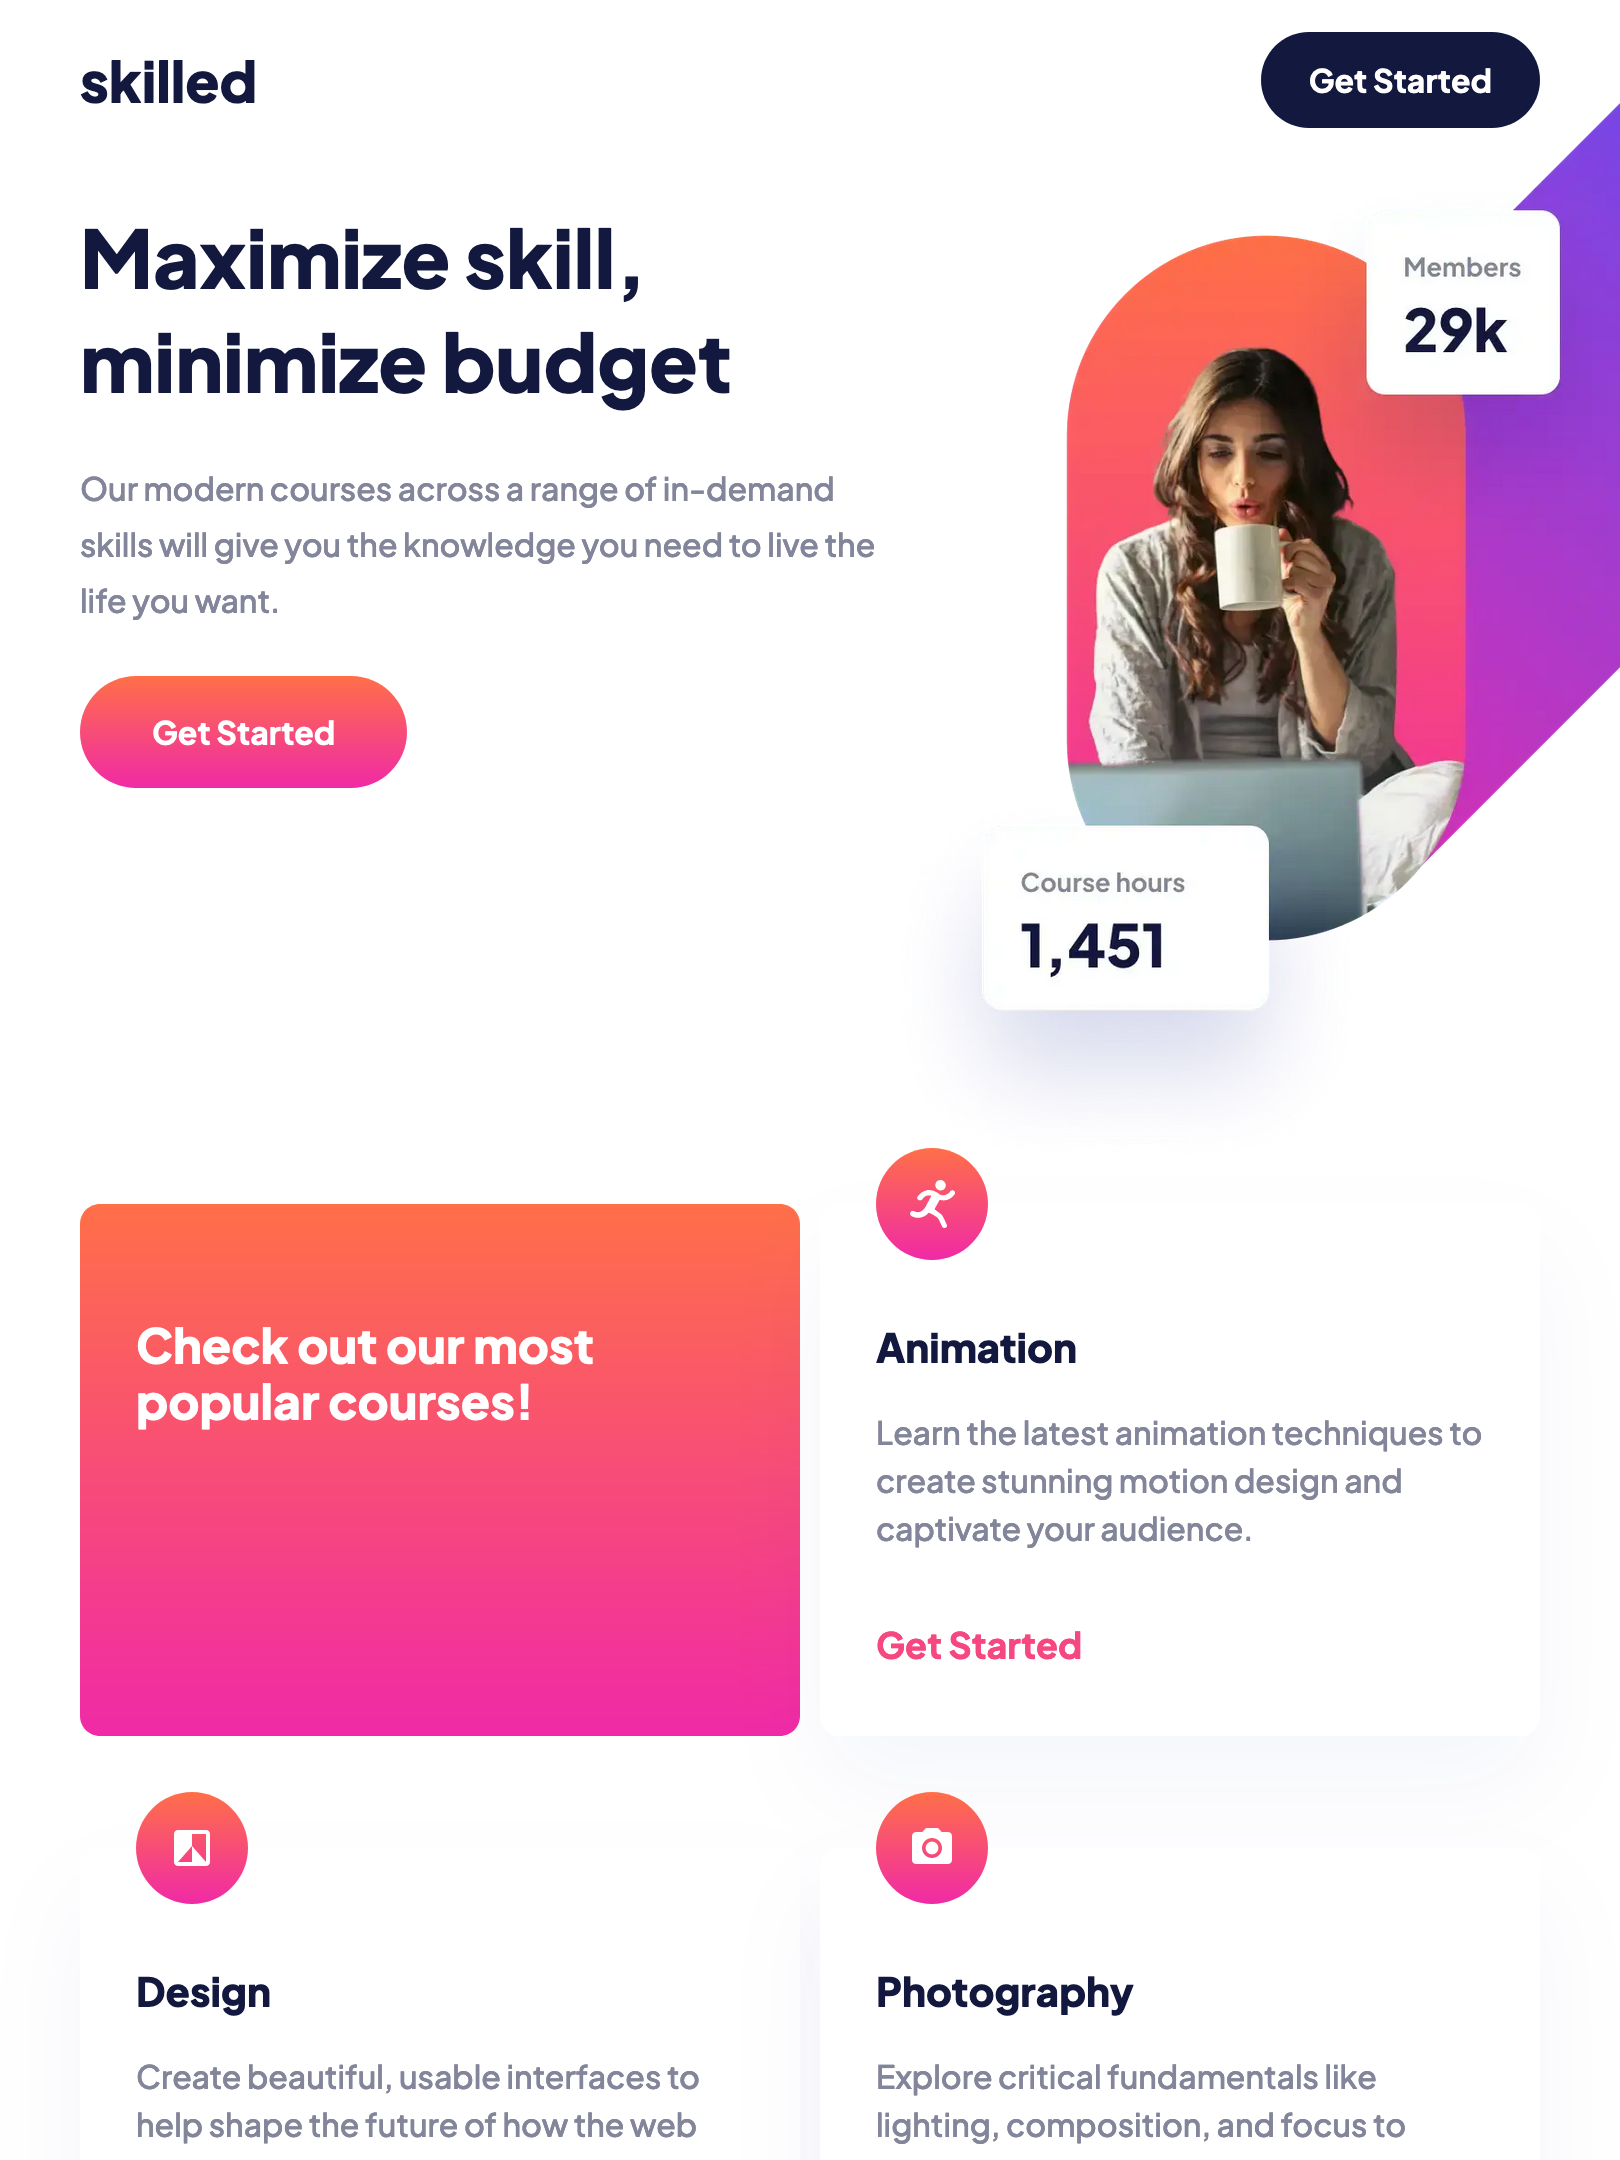 skilled
Get Started
Maximize skill,
minimize budget
Our modern courses across a range of in-demand
skills will give you the knowledge you need to live the
life you want.
Get Started
Members
29k
Course hours
1,451
Check out our most
popular courses!
Animation
Learn the latest animation techniques to
create stunning motion design and
captivate your audience.
Get Started
Design
Create beautiful, usable interfaces to
help shape the future of how the web
Photography
Explore critical fundamentals like
lighting, composition, and focus to